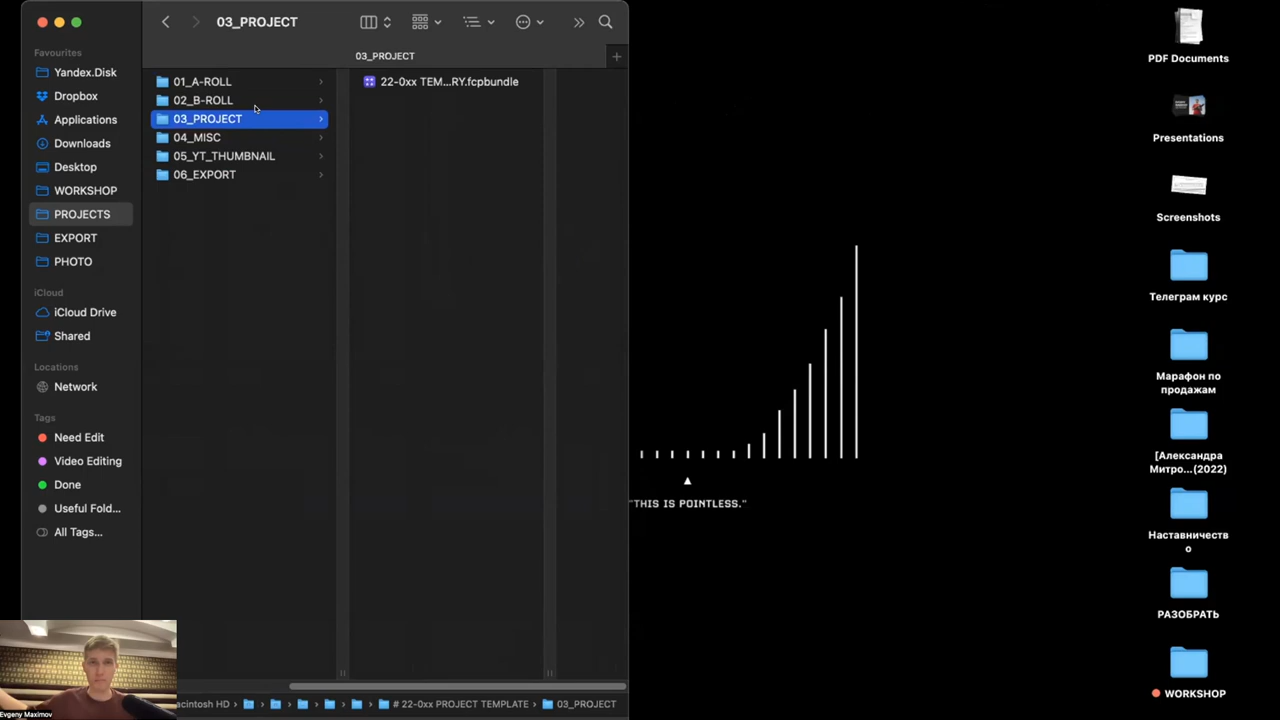 03_PROJECT
03_PROJECT
Favourites
Yandex.Disk
Dropbox
Applications
Downloads
Desktop
WORKSHOP
PROJECTS
EXPORT
PHOTO
iCloud
iCloud Drive
Shared
Locations
Network
Tags
Need Edit
Video Editing
Done
Useful Fold...
All Tags...
01_A-ROLL
02_B-ROLL
03_PROJECT
04_MISC
05_YT_THUMBNAIL
06_EXPORT
22-0xx TEM...RY.fcpbundle
acintosh HD
# 22-0XX PROJECT TEMPLATE
03_PROJECT
Evgeny Maximov
"THIS IS POINTLESS."
PDF Documents
Presentations
Screenshots
Телеграм курс
Марафон по
продажам
[Александра
Митро...(2022)
Наставничеств
о
РАЗОБРАТЬ
WORKSHOP